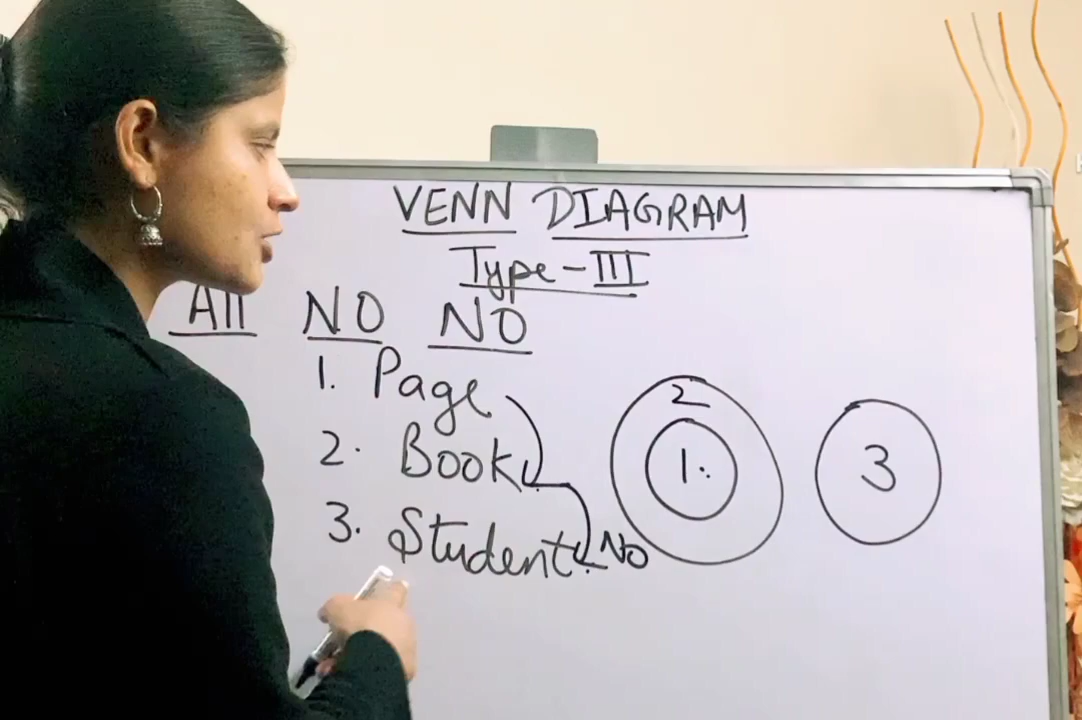 VENN DIAGRAM
Type-III
All NO NO
1. Page
2. Book
3. Student NO
2
1.
3